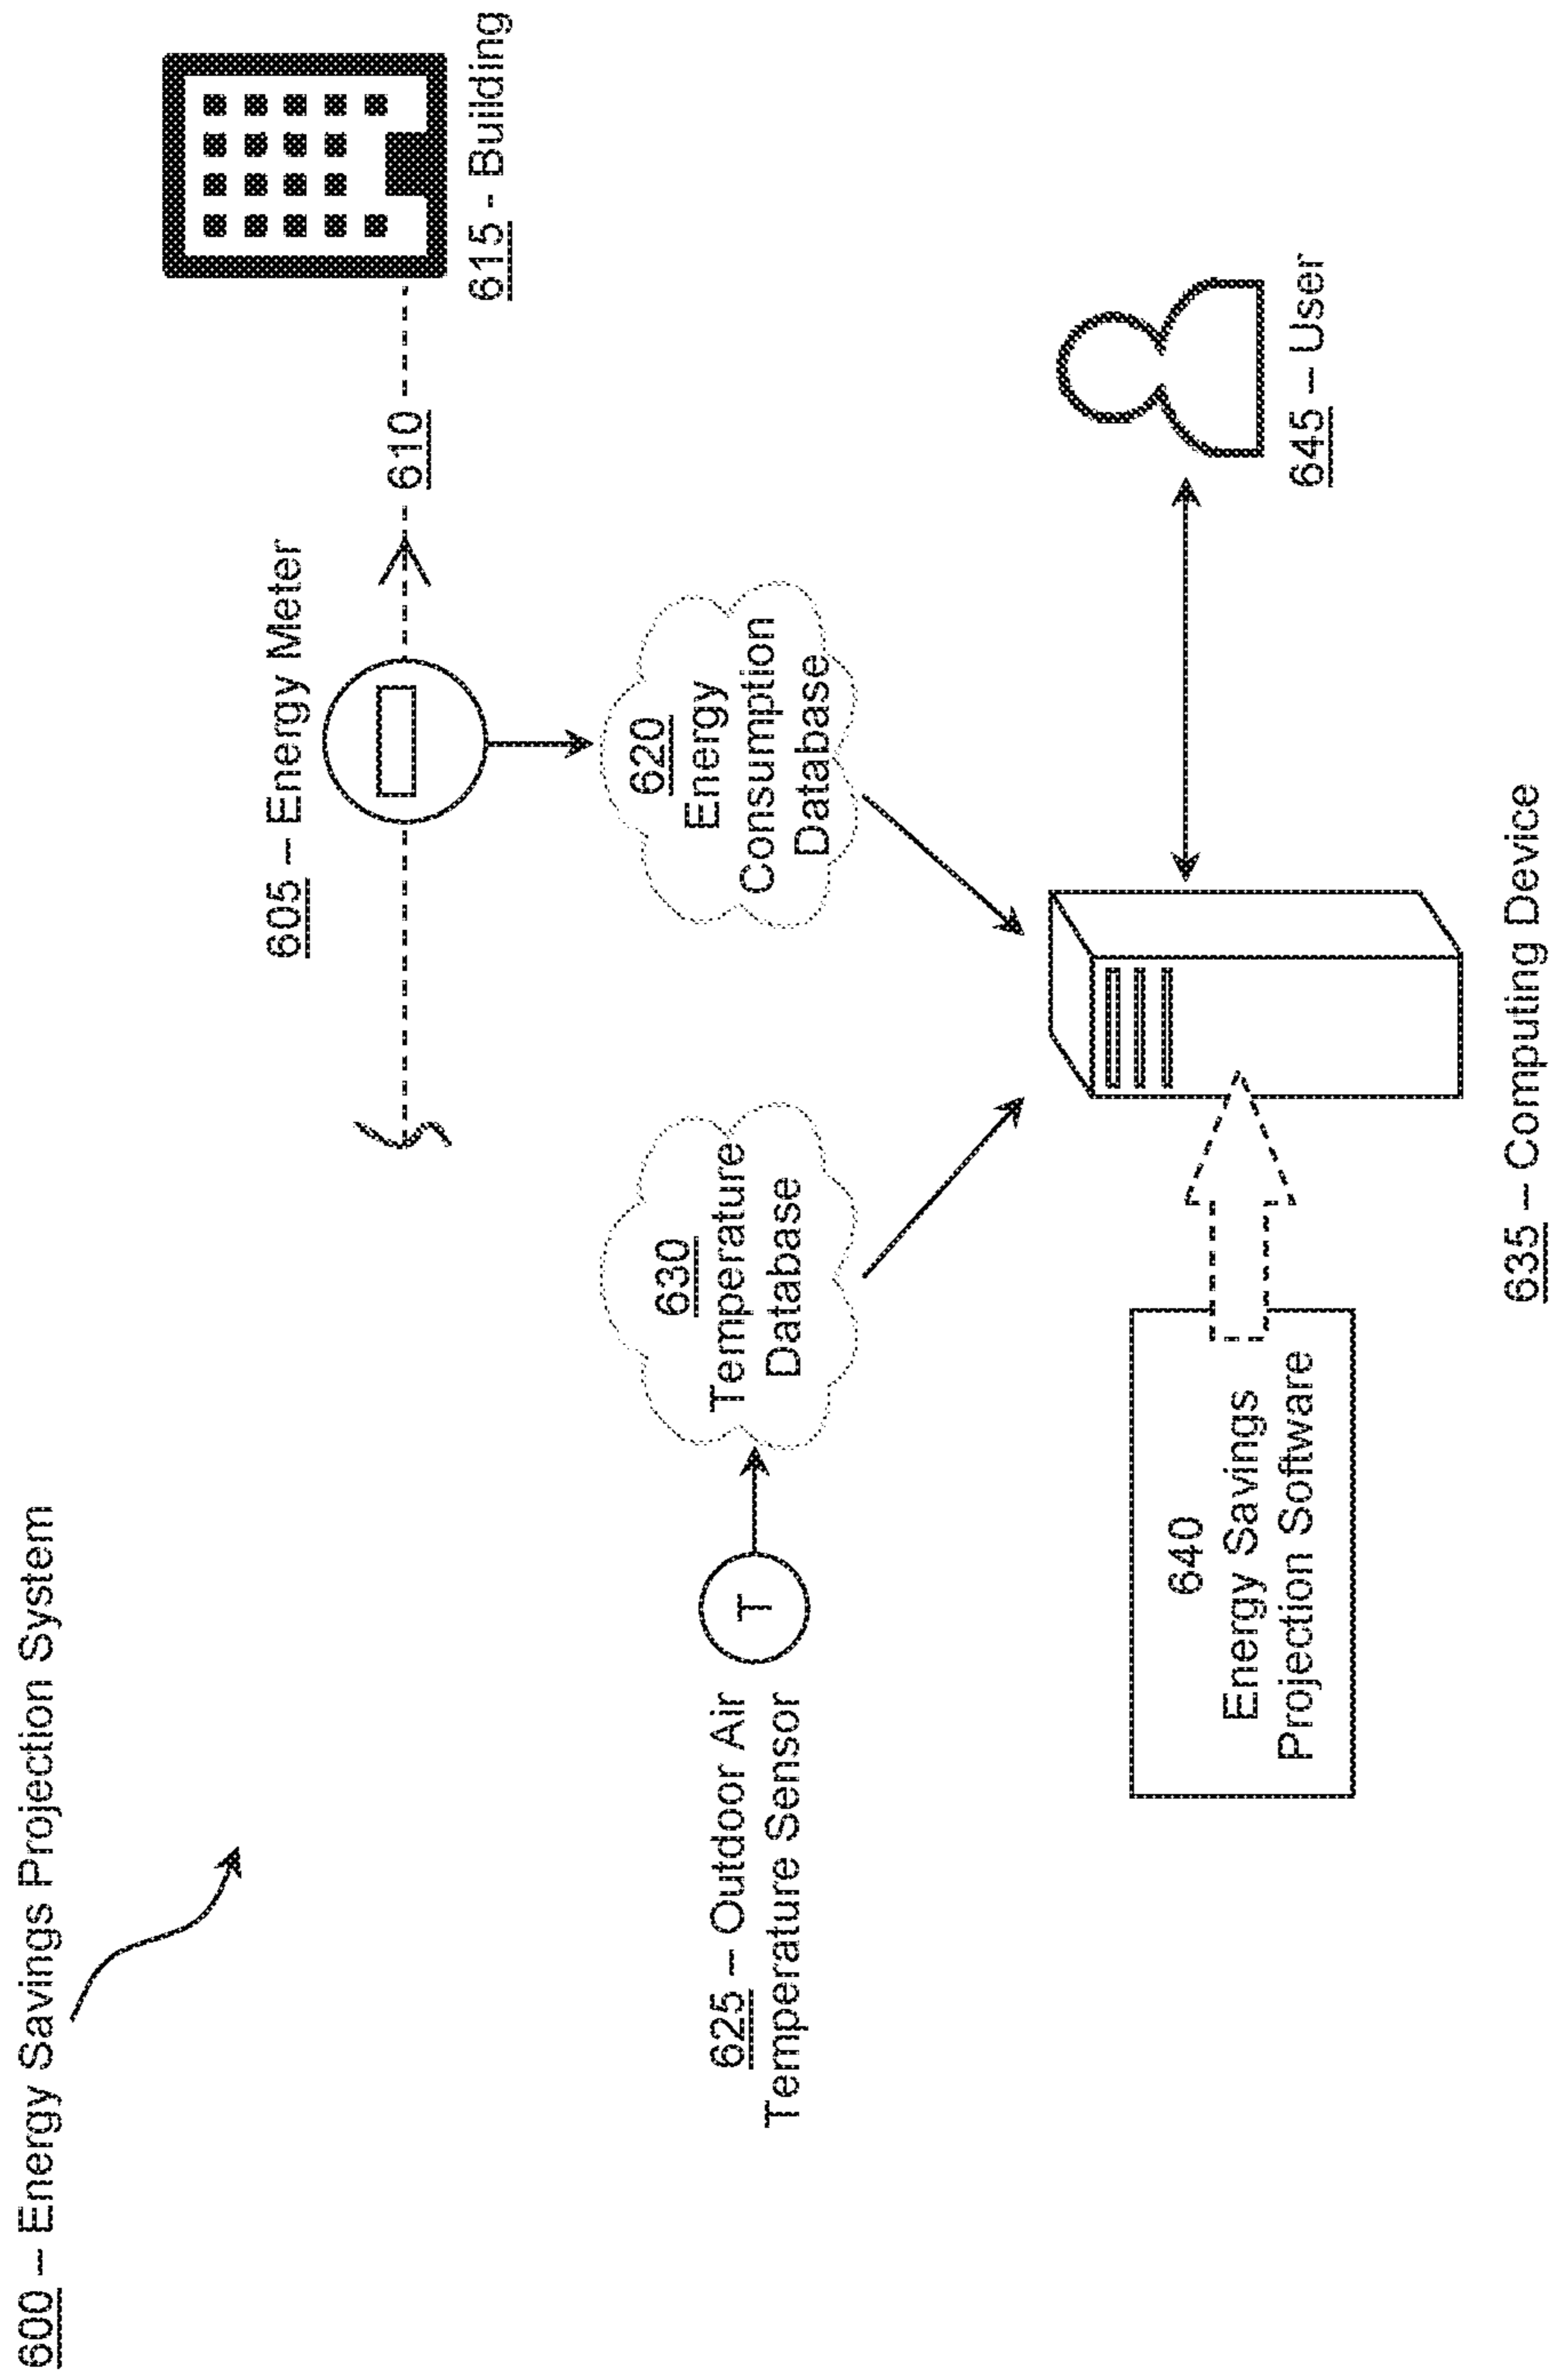 600 – Energy Savings Projection System
605 – Energy Meter
610
615 - Building
620
Energy
Consumption
Database
630
Temperature
Database
625 – Outdoor Air
Temperature Sensor
T
640
Energy Savings
Projection Software
645 – User
635 – Computing Device